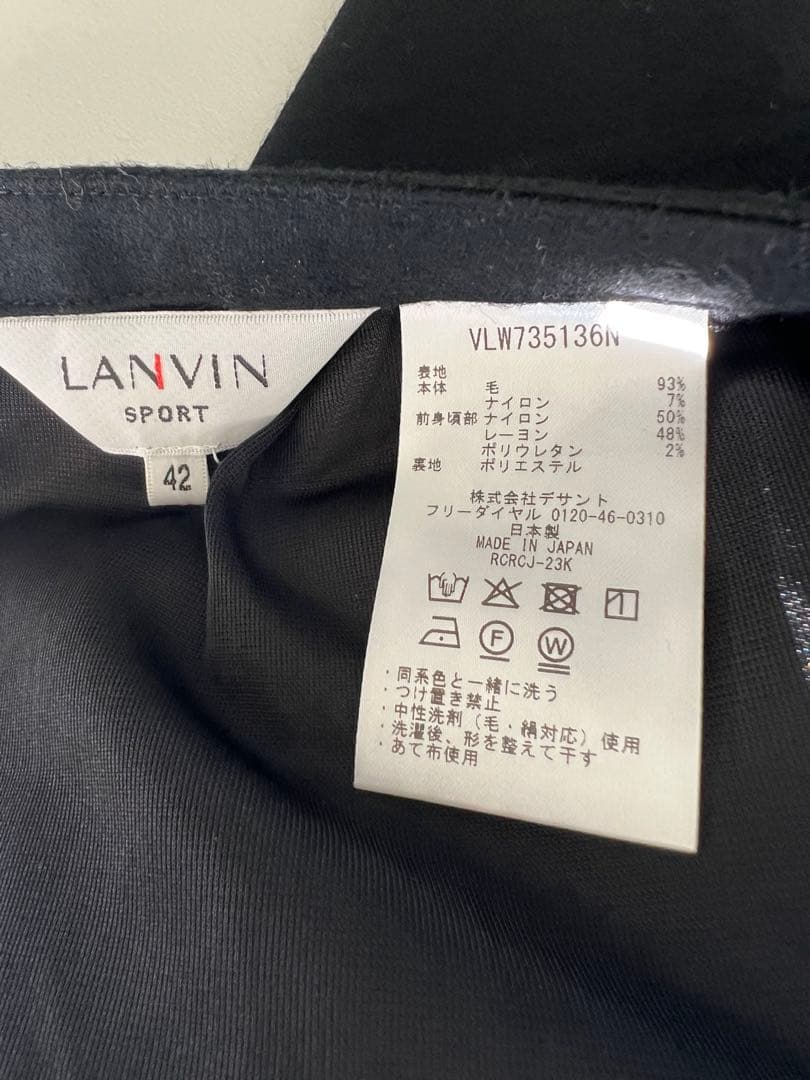 LANVIN
SPORT
42
VLW735136N
表地
本体 毛 93%
ナイロン 7%
前身頃部 ナイロン 50%
レーヨン 48%
ポリウレタン 2%
裏地 ポリエステル
株式会社デサント
フリーダイヤル 0120-46-0310
日本製
MADE IN JAPAN
RCRCJ-23K
F
W
・同系色と一緒に洗う
・つけ置き禁止
・中性洗剤（毛・絹対応）使用
・洗濯後、形を整えて干す
・あて布使用